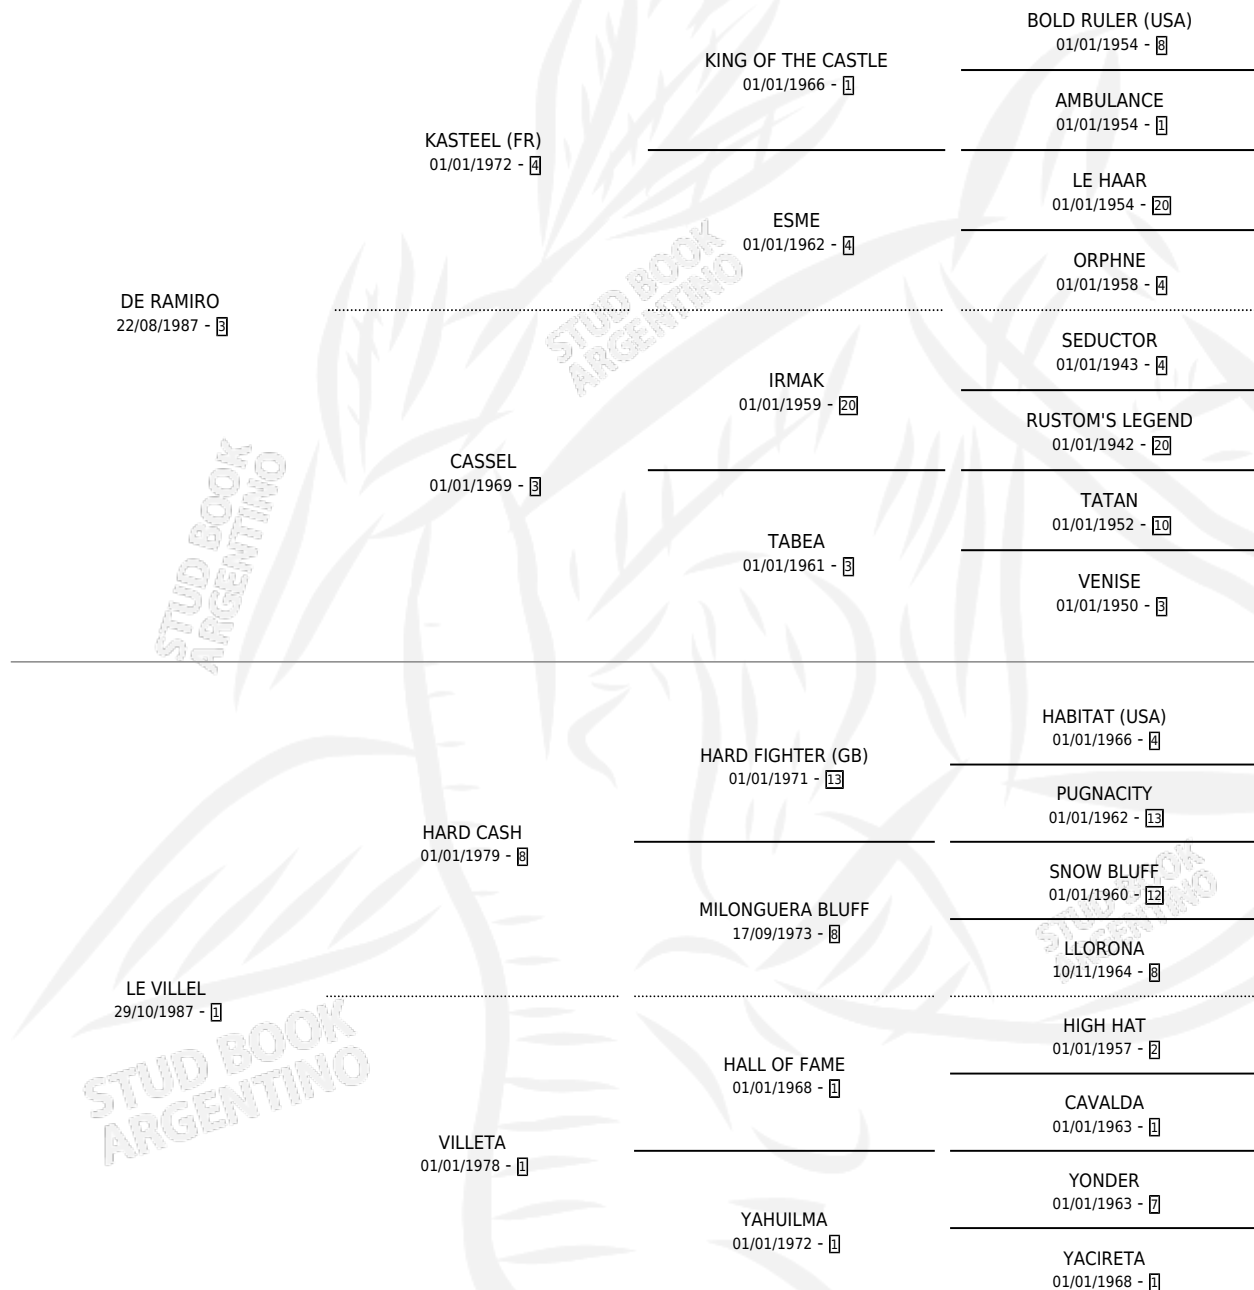 BOLD RULER (USA)
01/01/1954 - 8
KING OF THE CASTLE
01/01/1966 - 1
AMBULANCE
01/01/1954 - 1
KASTEEL (FR)
01/01/1972 - 4
LE HAAR
01/01/1954 - 20
ESME
01/01/1962 - 4
ORPHNE
01/01/1958 - 4
DE RAMIRO
22/08/1987 - 3
SEDUCTOR
01/01/1943 - 4
IRMAK
01/01/1959 - 20
RUSTOM'S LEGEND
01/01/1942 - 20
CASSEL
01/01/1969 - 3
TATAN
01/01/1952 - 10
TABEA
01/01/1961 - 3
VENISE
01/01/1950 - 3
STUD BOOK
ARGENTINO
STUD BOOK
ARGENTINO
HABITAT (USA)
01/01/1966 - 4
HARD FIGHTER (GB)
01/01/1971 - 13
PUGNACITY
01/01/1962 - 13
HARD CASH
01/01/1979 - 8
SNOW BLUFF
01/01/1960 - 12
MILONGUERA BLUFF
17/09/1973 - 8
LLORONA
10/11/1964 - 8
LE VILLEL
29/10/1987 - 1
HIGH HAT
01/01/1957 - 2
HALL OF FAME
01/01/1968 - 1
CAVALDA
01/01/1963 - 1
VILLETA
01/01/1978 - 1
YONDER
01/01/1963 - 7
YAHUILMA
01/01/1972 - 1
YACIRETA
01/01/1968 - 1
STUD BOOK
ARGENTINO
STUD BOOK
ARGENTINO